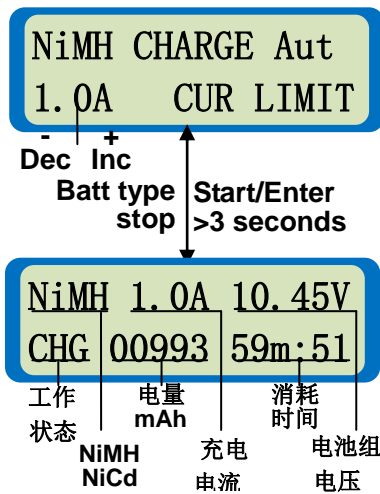 NiMH CHARGE Aut
1.0A CUR LIMIT
- +
Dec Inc
Batt type Start/Enter
stop >3 seconds
NiMH 1.0A 10.45V
CHG 00993 59m:51
工作 电量 消耗
状态 mAh 时间
NiMH 充电 电池组
NiCd 电流 电压